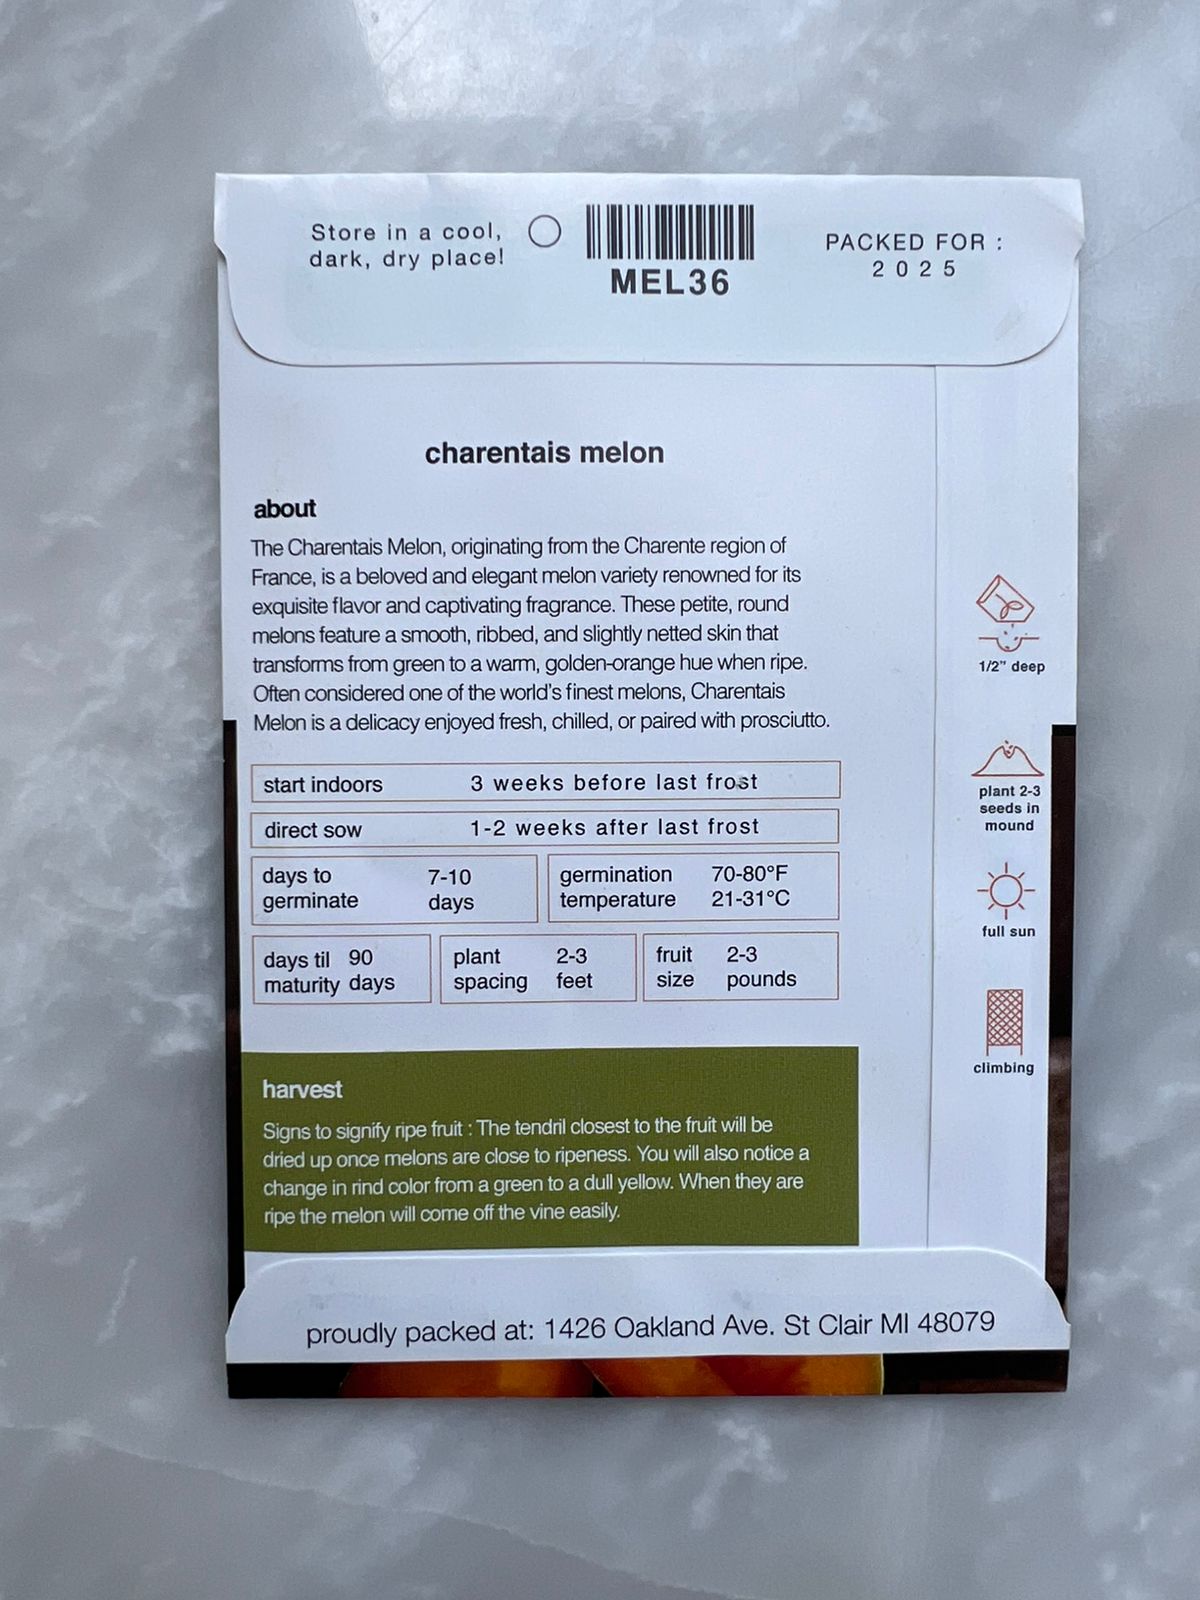 Store in a cool,
dark, dry place!
MEL36
PACKED FOR :
2025
charentais melon
about
The Charentais Melon, originating from the Charente region of
France, is a beloved and elegant melon variety renowned for its
exquisite flavor and captivating fragrance. These petite, round
melons feature a smooth, ribbed, and slightly netted skin that
transforms from green to a warm, golden-orange hue when ripe.
Often considered one of the world's finest melons, Charentais
Melon is a delicacy enjoyed fresh, chilled, or paired with prosciutto.
start indoors 3 weeks before last frost
direct sow 1-2 weeks after last frost
days to
germinate
7-10
days
germination
temperature
70-80°F
21-31°C
days til
maturity
90
days
plant
spacing
2-3
feet
fruit
size
2-3
pounds
harvest
Signs to signify ripe fruit : The tendril closest to the fruit will be
dried up once melons are close to ripeness. You will also notice a
change in rind color from a green to a dull yellow. When they are
ripe the melon will come off the vine easily.
1/2" deep
plant 2-3
seeds in
mound
full sun
climbing
proudly packed at: 1426 Oakland Ave. St Clair MI 48079